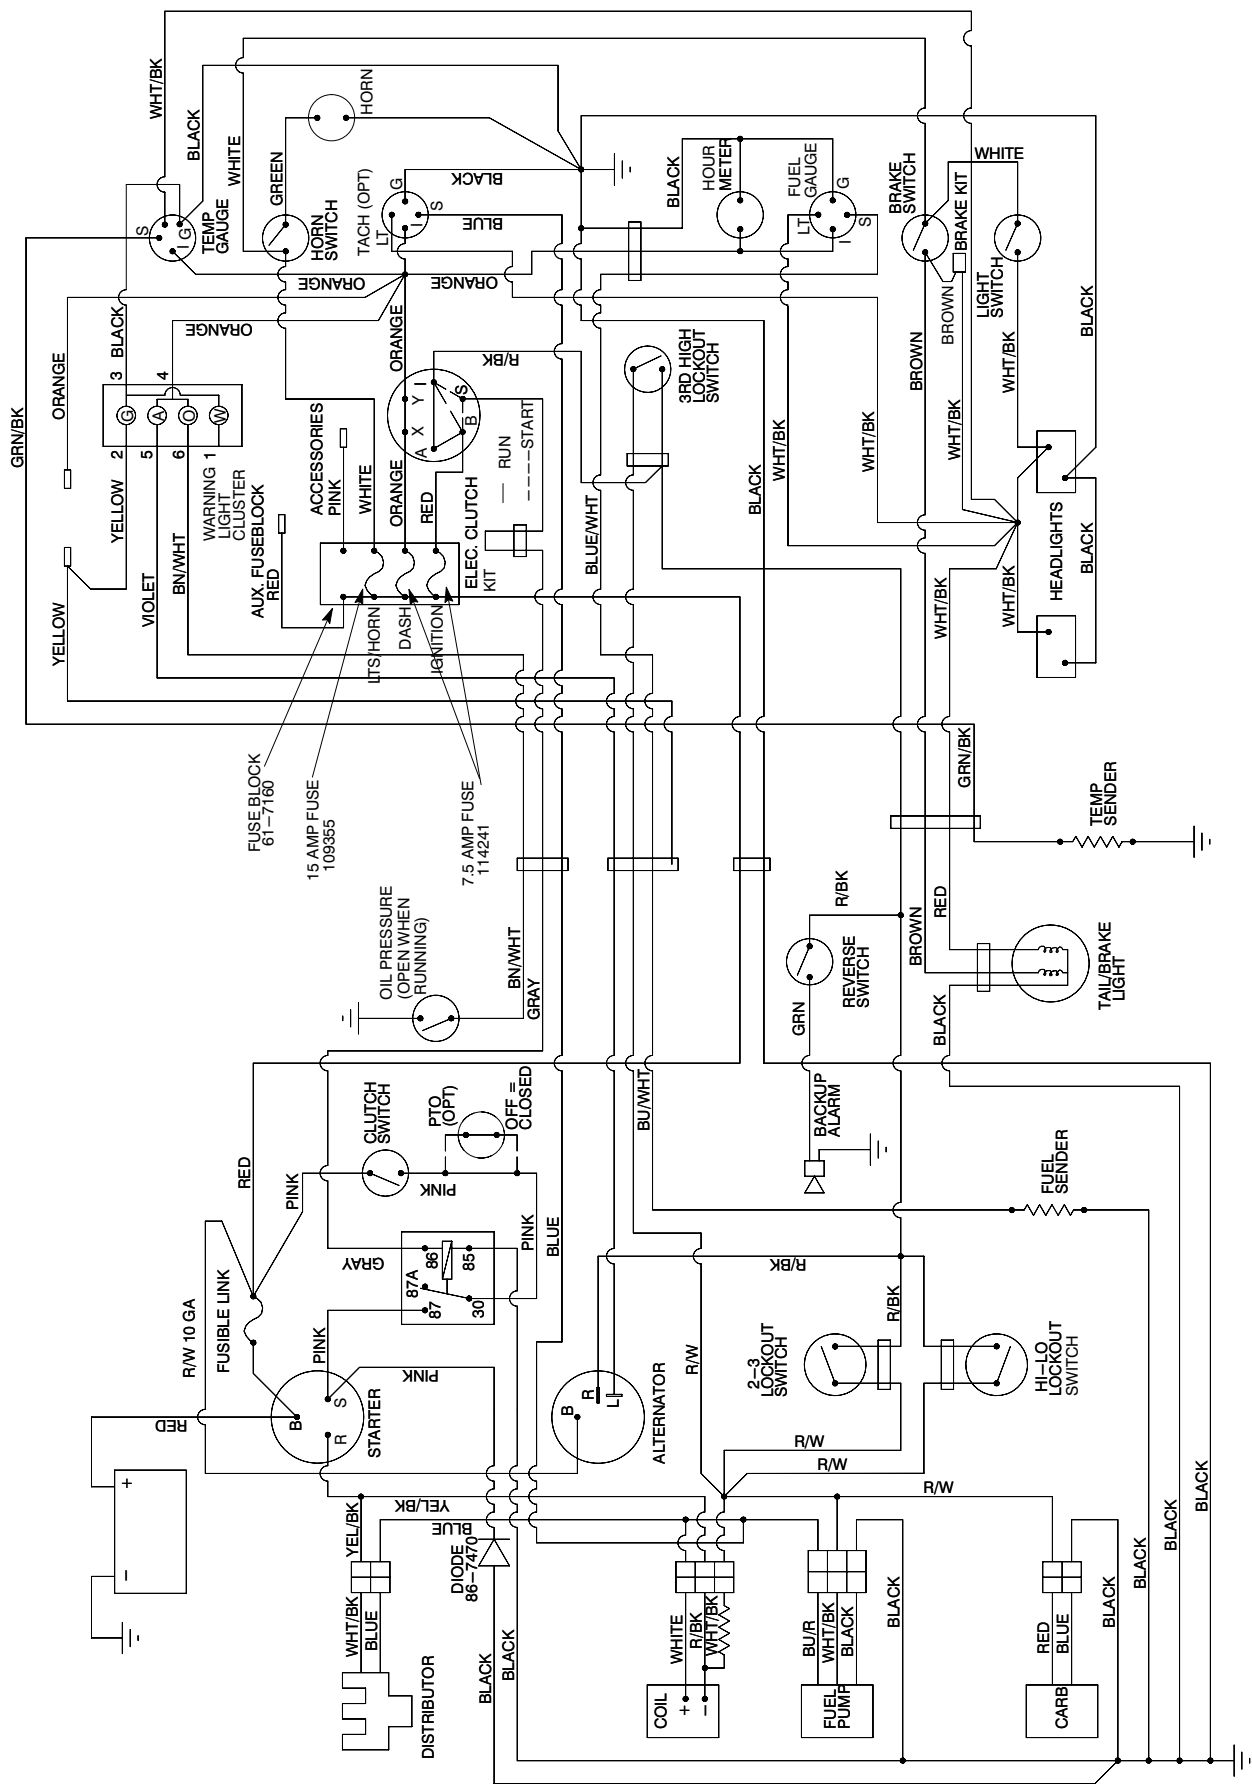 WHT/BK
BLACK
WHITE
GREEN
HORN
S
G
I
TEMP
GAUGE
HORN
SWITCH
TACH (OPT)
LT
G
S
I
BLACK
BLUE
BLACK
HOUR
METER
FUEL
GAUGE
LT
G
S
I
BRAKE
SWITCH
WHITE
BRAKE KIT
BROWN
LIGHT
SWITCH
ORANGE
ORANGE
ORANGE
GRN/BK
ORANGE
BLACK
3
4
G
A
O
W
2
5
6
1
WARNING
LIGHT
CLUSTER
ORANGE
R/BK
A
X
Y
I
B
S
RUN
START
3RD HIGH
LOCKOUT
SWITCH
BROWN
WHT/BK
BLACK
YELLOW
VIOLET
BN/WHT
YELLOW
AUX. FUSEBLOCK
RED
ACCESSORIES
PINK
WHITE
ORANGE
RED
ELEC. CLUTCH
KIT
BLUE/WHT
BLACK
WHT/BK
WHT/BK
WHT/BK
WHT/BK
WHT/BK
HEADLIGHTS
BLACK
LTS/HORN
DASH
IGNITION
FUSE BLOCK
61–7160
15 AMP FUSE
109355
7.5 AMP FUSE
114241
GRN/BK
TEMP
SENDER
OIL PRESSURE
(OPEN WHEN
RUNNING)
BN/WHT
GRAY
R/BK
REVERSE
SWITCH
GRN
BROWN
RED
BLACK
TAIL/BRAKE
LIGHT
BACKUP
ALARM
RED
PINK
CLUTCH
SWITCH
PTO
(OPT)
OFF =
CLOSED
PINK
BU/WHT
FUEL
SENDER
R/W 10 GA
FUSIBLE LINK
GRAY
87A
86
85
87
30
PINK
BLUE
R/BK
R/BK
PINK
PINK
RED
B
S
R
STARTER
B
R
L
ALTERNATOR
R/W
2–3
LOCKOUT
SWITCH
HI–LO
LOCKOUT
SWITCH
R/W
R/W
R/W
+
–
YEL/BK
YEL/BK
BLUE
DIODE
86–7470
WHT/BK
BLUE
DISTRIBUTOR
BLACK
BLACK
WHITE
R/BK
WHT/BK
COIL
+
–
BU/R
WHT/BK
BLACK
FUEL
PUMP
BLACK
RED
BLUE
CARB
BLACK
BLACK
BLACK
BLACK